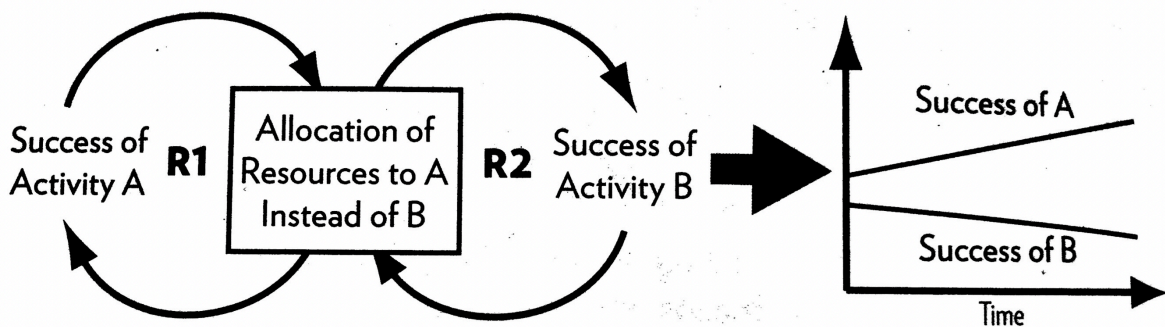 Success of
Activity A
R1
Allocation of
Resources to A
Instead of B
R2
Success of
Activity B
Success of A
Success of B
Time